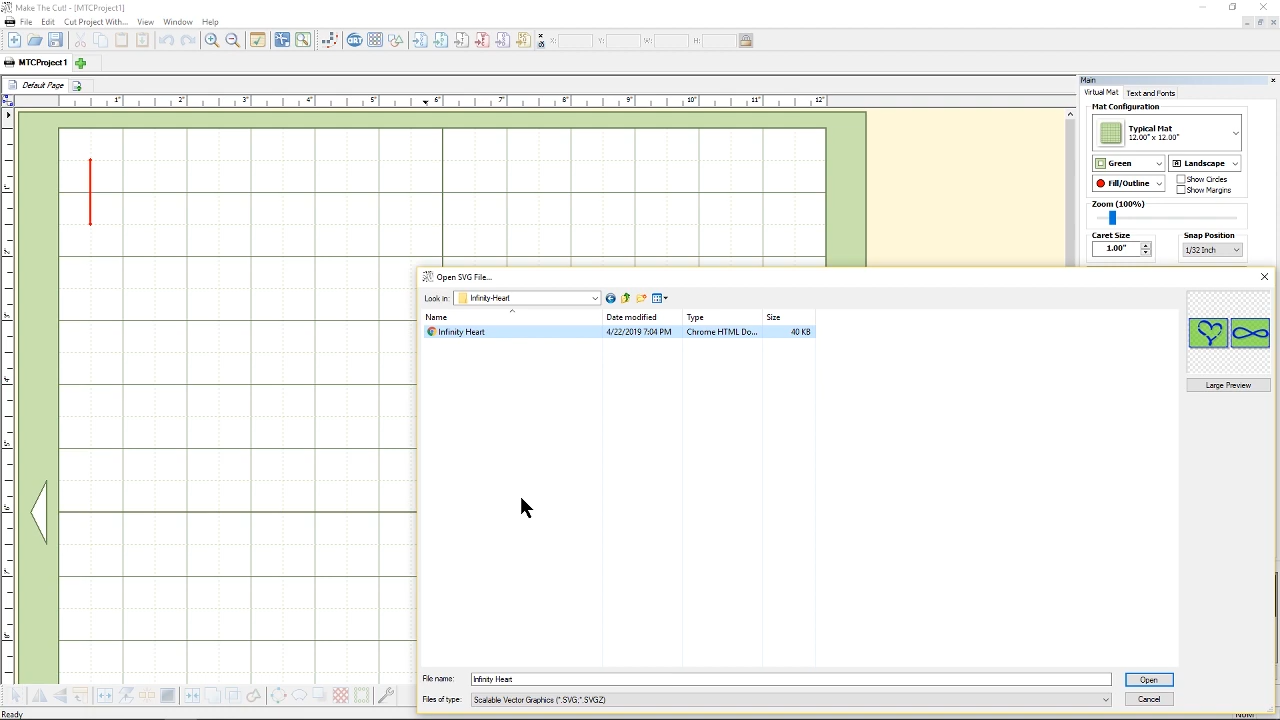 Make The Cut! - [MTCProject1]
File Edit Cut Project With... View Window Help
X: Y: W: H:
MTCProject1
Default Page
1" 2" 3" 4" 5" 6" 7" 8" 9" 10" 11" 12"
Main
Virtual Mat Text and Fonts
Mat Configuration
Typical Mat
12.00" x 12.00"
Green Landscape
Fill/Outline Show Circles
Show Margins
Zoom (100%)
Caret Size Snap Position
1.00" 1/32 Inch
Open SVG File...
Look in: Infinity-Heart
Name Date modified Type Size
Infinity Heart 4/22/2019 7:04 PM Chrome HTML Do... 40 KB
Large Preview
File name: Infinity Heart Open
Files of type: Scalable Vector Graphics (*.SVG;*.SVGZ) Cancel
Ready NUM